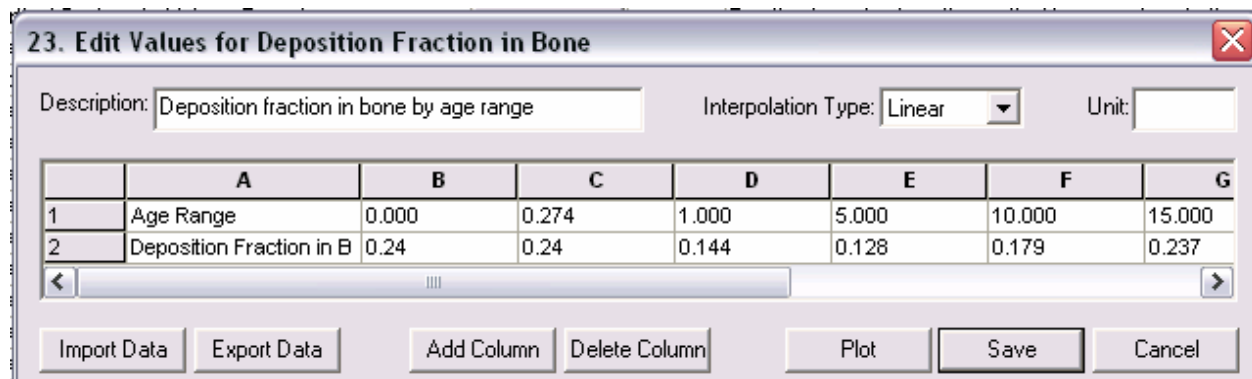 23. Edit Values for Deposition Fraction in Bone
Description: Deposition fraction in bone by age range Interpolation Type: Linear Unit:
A B C D E F G
1 Age Range 0.000 0.274 1.000 5.000 10.000 15.000
2 Deposition Fraction in B 0.24 0.24 0.144 0.128 0.179 0.237
Import Data Export Data Add Column Delete Column Plot Save Cancel